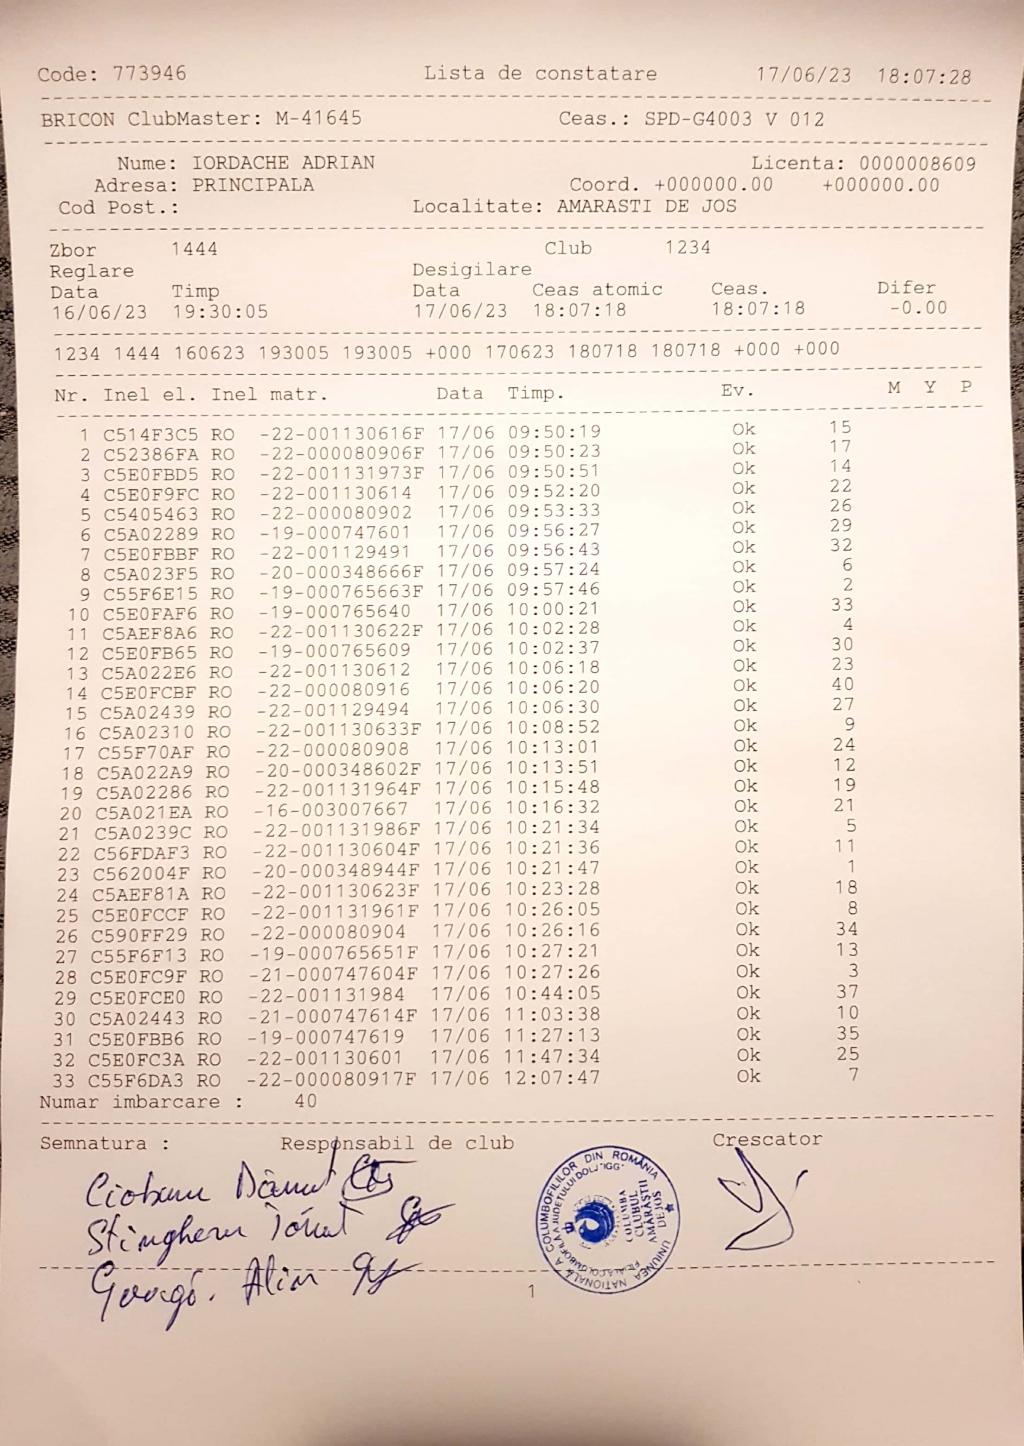 Code: 773946 Lista de constatare 17/06/23 18:07:28
BRICON ClubMaster: M-41645 Ceas.: SPD-G4003 V 012
Nume: IORDACHE ADRIAN Licenta: 0000008609
Adresa: PRINCIPALA Coord. +000000.00 +000000.00
Cod Post.: Localitate: AMARASTI DE JOS
Zbor 1444 Club 1234
Reglare Desigilare
Data Timp Data Ceas atomic Ceas. Difer
16/06/23 19:30:05 17/06/23 18:07:18 18:07:18 -0.00
1234 1444 160623 193005 193005 +000 170623 180718 180718 +000 +000
Nr. Inel el. Inel matr. Data Timp. Ev. M Y P
1 C514F3C5 RO -22-001130616F 17/06 09:50:19 Ok 15
2 C52386FA RO -22-000080906F 17/06 09:50:23 Ok 17
3 C5E0FBD5 RO -22-001131973F 17/06 09:50:51 Ok 14
4 C5E0F9FC RO -22-001130614 17/06 09:52:20 Ok 22
5 C5405463 RO -22-000080902 17/06 09:53:33 Ok 26
6 C5A02289 RO -19-000747601 17/06 09:56:27 Ok 29
7 C5E0FBBF RO -22-001129491 17/06 09:56:43 Ok 32
8 C5A023F5 RO -20-000348666F 17/06 09:57:24 Ok 6
9 C55F6E15 RO -19-000765663F 17/06 09:57:46 Ok 2
10 C5E0FAF6 RO -19-000765640 17/06 10:00:21 Ok 33
11 C5AEF8A6 RO -22-001130622F 17/06 10:02:28 Ok 4
12 C5E0FB65 RO -19-000765609 17/06 10:02:37 Ok 30
13 C5A022E6 RO -22-001130612 17/06 10:06:18 Ok 23
14 C5E0FCBF RO -22-000080916 17/06 10:06:20 Ok 40
15 C5A02439 RO -22-001129494 17/06 10:06:30 Ok 27
16 C5A02310 RO -22-001130633F 17/06 10:08:52 Ok 9
17 C55F70AF RO -22-000080908 17/06 10:13:01 Ok 24
18 C5A022A9 RO -20-000348602F 17/06 10:13:51 Ok 12
19 C5A02286 RO -22-001131964F 17/06 10:15:48 Ok 19
20 C5A021EA RO -16-003007667 17/06 10:16:32 Ok 21
21 C5A0239C RO -22-001131986F 17/06 10:21:34 Ok 5
22 C56FDAF3 RO -22-001130604F 17/06 10:21:36 Ok 11
23 C562004F RO -20-000348944F 17/06 10:21:47 Ok 1
24 C5AEF81A RO -22-001130623F 17/06 10:23:28 Ok 18
25 C5E0FCCF RO -22-001131961F 17/06 10:26:05 Ok 8
26 C590FF29 RO -22-000080904 17/06 10:26:16 Ok 34
27 C55F6F13 RO -19-000765651F 17/06 10:27:21 Ok 13
28 C5E0FC9F RO -21-000747604F 17/06 10:27:26 Ok 3
29 C5E0FCE0 RO -22-001131984 17/06 10:44:05 Ok 37
30 C5A02443 RO -21-000747614F 17/06 11:03:38 Ok 10
31 C5E0FBB6 RO -19-000747619 17/06 11:27:13 Ok 35
32 C5E0FC3A RO -22-001130601 17/06 11:47:34 Ok 25
33 C55F6DA3 RO -22-000080917F 17/06 12:07:47 Ok 7
Numar imbarcare : 40
Semnatura : Responsabil de club Crescator
UNIUNEA NAŢIONALĂ A COLUMBOFILILOR DIN ROMÂNIA
COLUMBOFILĂ A JUDEŢULUI DOLJ "IGG"
CLUBUL
COLUMBA
AMĂRĂŞTII
DE JOS
Ciobanu Dănuț
Stingheru Ionuț
Alin
1